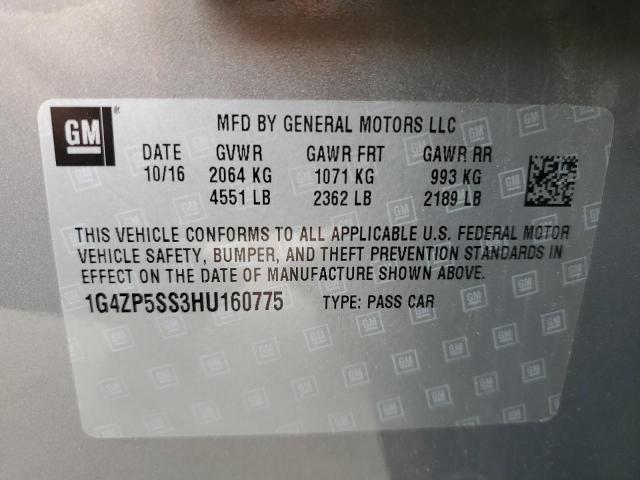 GM
MFD BY GENERAL MOTORS LLC
DATE GVWR GAWR FRT GAWR RR
10/16 2064 KG 1071 KG 993 KG
4551 LB 2362 LB 2189 LB
THIS VEHICLE CONFORMS TO ALL APPLICABLE U.S. FEDERAL MOTOR
VEHICLE SAFETY, BUMPER, AND THEFT PREVENTION STANDARDS IN
EFFECT ON THE DATE OF MANUFACTURE SHOWN ABOVE.
1G4ZP5SS3HU160775 TYPE: PASS CAR